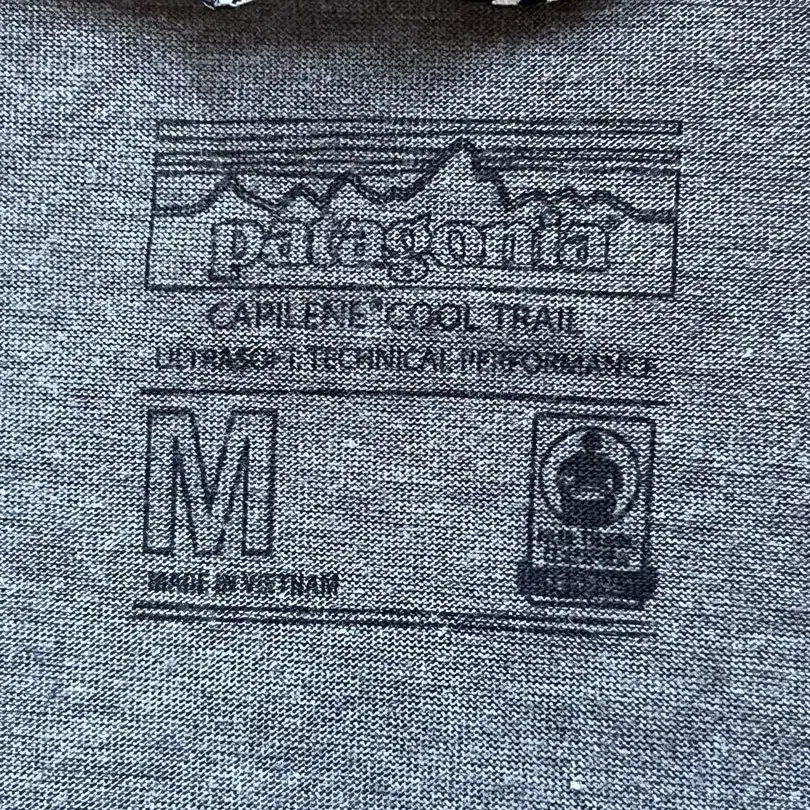 patagonia
CAPILENE® COOL TRAIL
ULTRASOFT, TECHNICAL PERFORMANCE
M
MADE IN VIETNAM